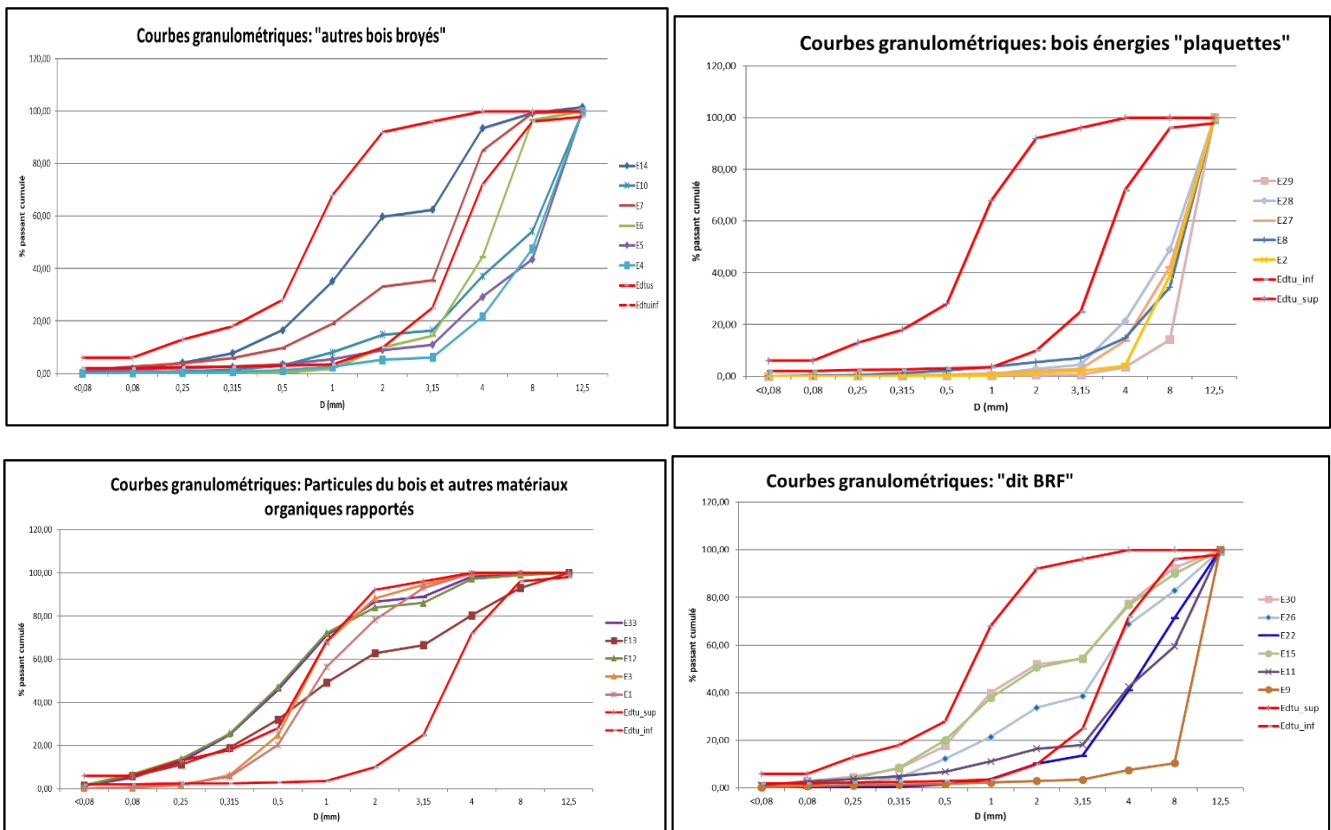 Courbes granulométriques: "autres bois broyés"
120,00
100,00
80,00
60,00
40,00
20,00
0,00
% passant cumulé
<0,08 0,08 0,25 0,315 0,5 1 2 3,15 4 8 12,5
D (mm)
E14
E10
E7
E6
E5
E4
Edtus
Edtuinf
Courbes granulométriques: bois énergies "plaquettes"
120,00
100,00
80,00
60,00
40,00
20,00
0,00
% passant cumulé
<0,08 0,08 0,25 0,315 0,5 1 2 3,15 4 8 12,5
D (mm)
E29
E28
E27
E8
E2
Edtu_inf
Edtu_sup
Courbes granulométriques: Particules du bois et autres matériaux
organiques rapportés
120,00
100,00
80,00
60,00
40,00
20,00
0,00
% passant cumulé
<0,08 0,08 0,25 0,315 0,5 1 2 3,15 4 8 12,5
D (mm)
E33
E13
E12
E3
E1
Edtu_sup
Edtu_inf
Courbes granulométriques: "dit BRF"
120,00
100,00
80,00
60,00
40,00
20,00
0,00
% passant cumulé
<0,08 0,08 0,25 0,315 0,5 1 2 3,15 4 8 12,5
D (mm)
E30
E26
E22
E15
E11
E9
Edtu_sup
Edtu_inf